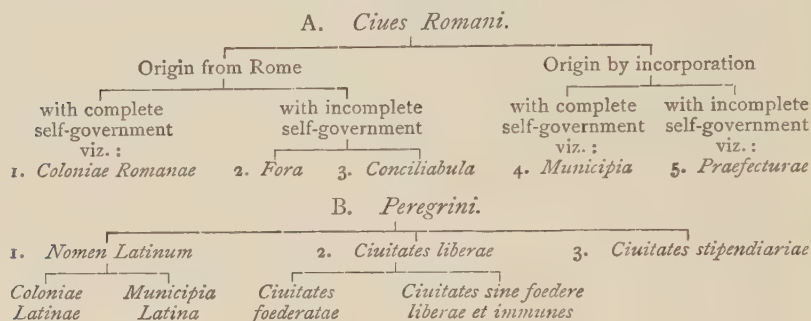 A. Ciues Romani.
Origin from Rome Origin by incorporation
with complete self-government viz. :
with incomplete self-government
with complete self-government viz. :
with incomplete self-government viz. :
1. Coloniae Romanae 2. Fora 3. Conciliabula 4. Municipia 5. Praefecturae
B. Peregrini.
1. Nomen Latinum 2. Ciuitates liberae 3. Ciuitates stipendiariae
Coloniae Latinae
Municipia Latina
Ciuitates foederatae
Ciuitates sine foedere liberae et immunes